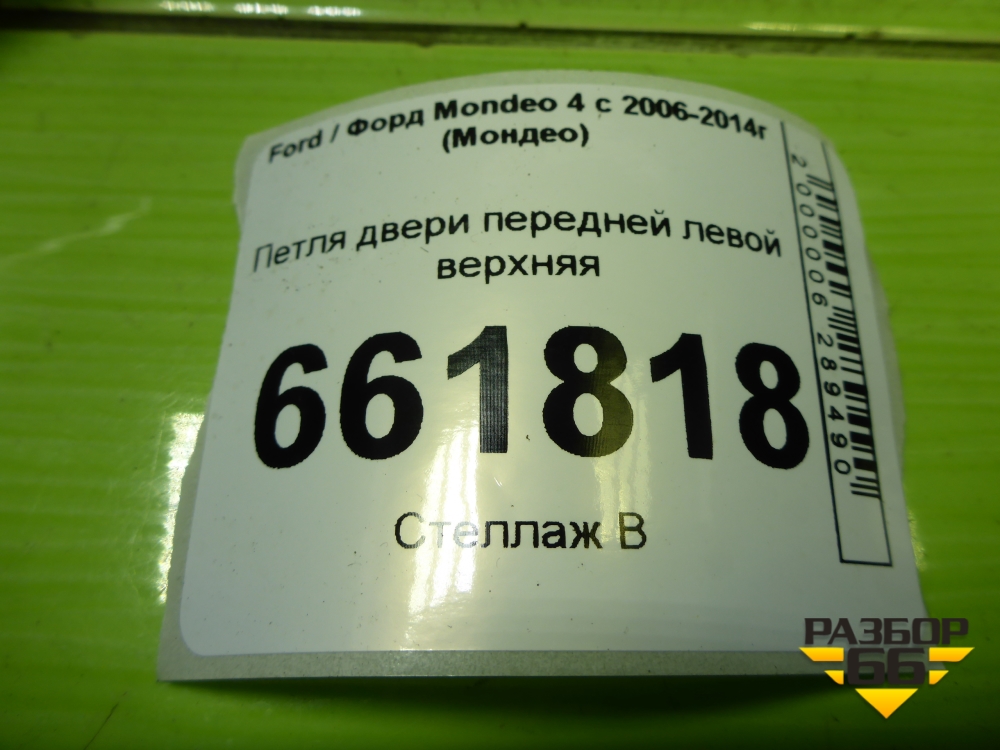 Ford / Форд Mondeo 4 с 2006-2014г
(Мондео)
Петля двери передней левой
верхняя
661818
Стеллаж В
2000006289490
РАЗБОР
66